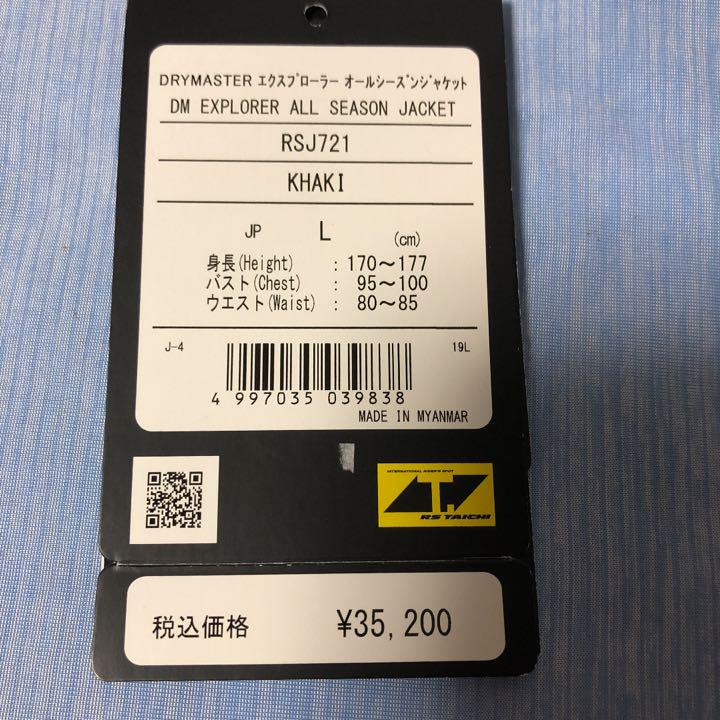 DRYMASTER エクスプローラー オールシーズンジャケット
DM EXPLORER ALL SEASON JACKET
RSJ721
KHAKI
JP L (cm)
身長(Height) : 170～177
バスト(Chest) : 95～100
ウエスト(Waist) : 80～85
J-4 19L
4 997035 039838
MADE IN MYANMAR
INTERNATIONAL RIDER'S SPOT
RS TAICHI
税込価格 ¥35,200